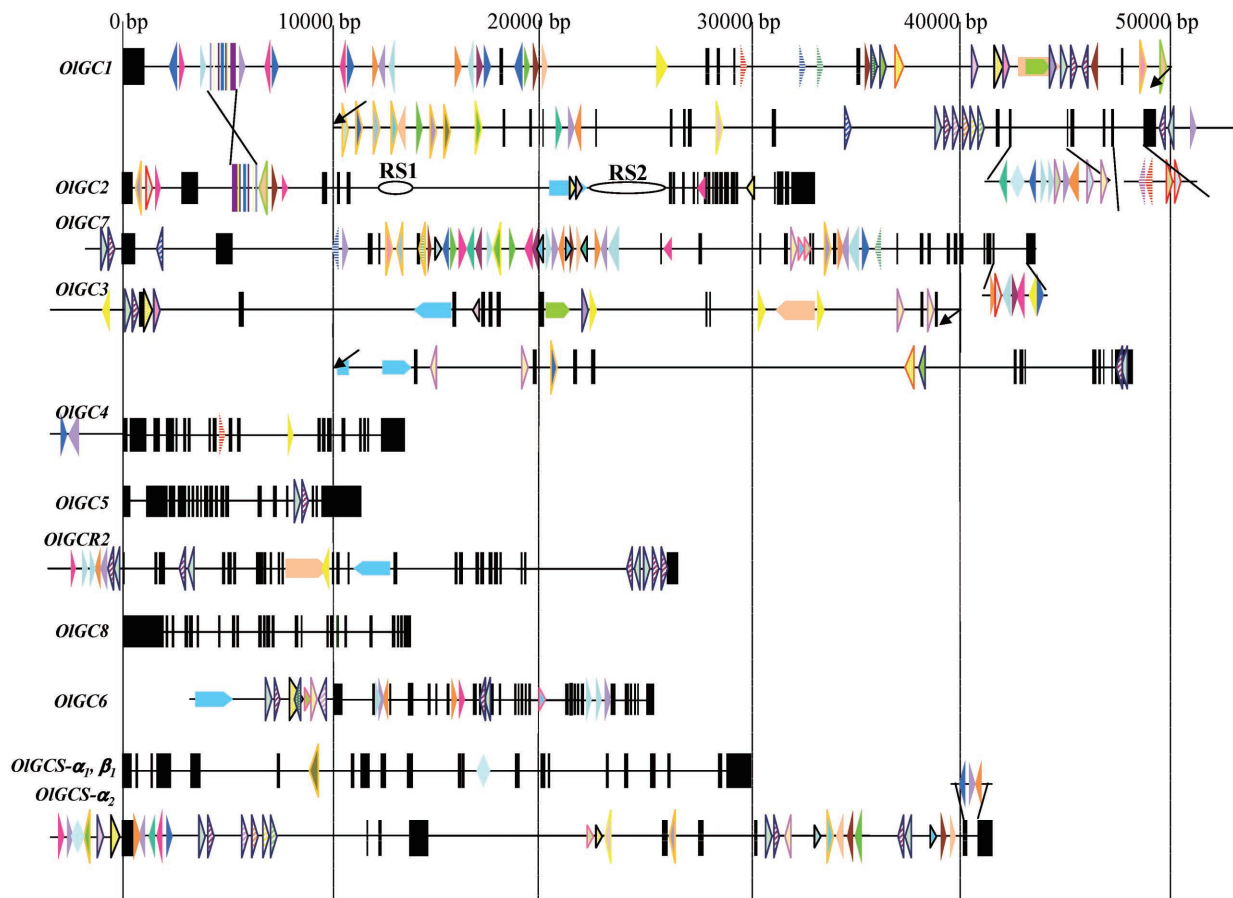 0 bp 10000 bp 20000 bp 30000 bp 40000 bp 50000 bp
OlGC1
OlGC2 RS1 RS2
OlGC7
OlGC3
OlGC4
OlGC5
OlGCR2
OlGC8
OlGC6
OlGCS-α₁, β₁
OlGCS-α₂